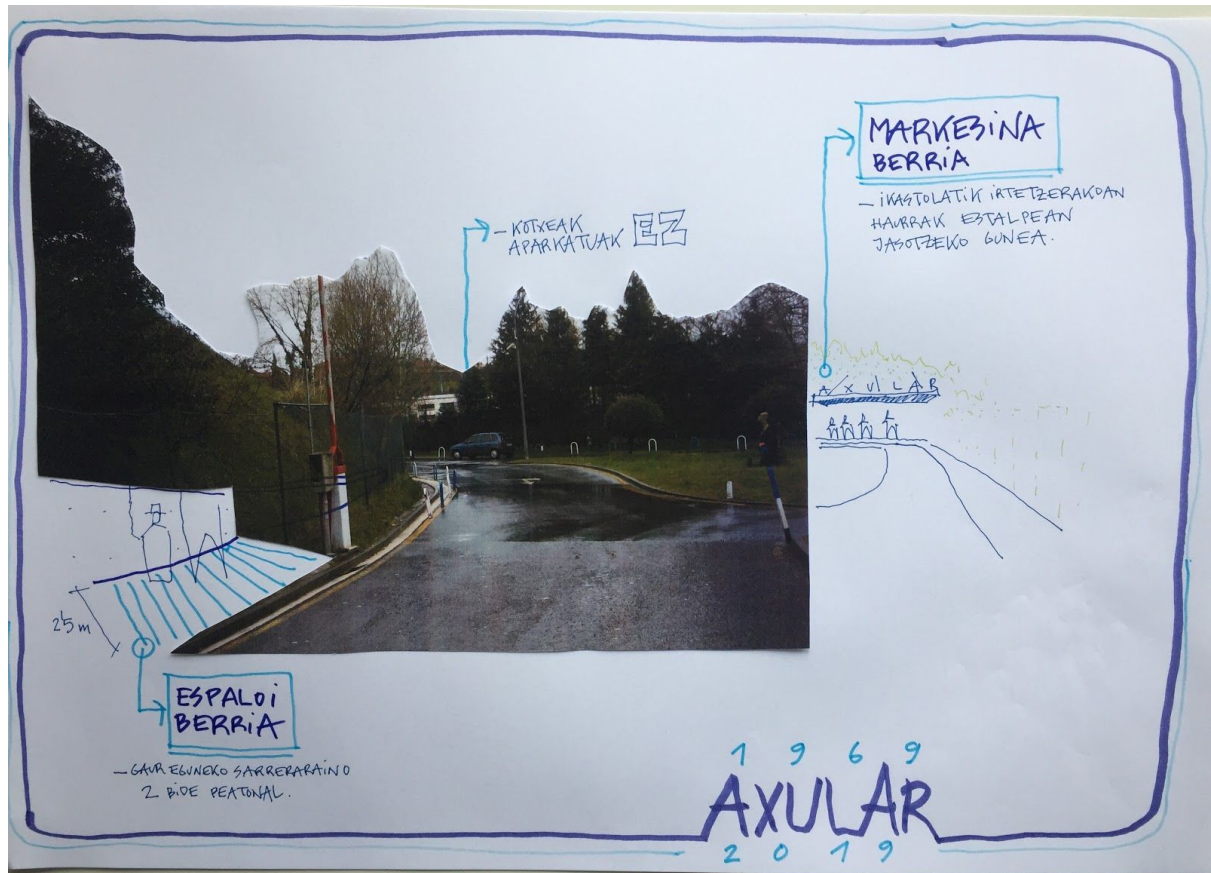 MARKESINA
BERRIA
- IKASTOLATIK IRTETZERAKOAN
HAURRAK ESTALPEAN
JASOTZEKO GUNEA.
- KOTXEAK
APARKATUAK EZ
AXULAR
2'5 m
ESPALOI
BERRIA
- GAUR EGUNEKO SARRERARAINO
2 BIDE PEATONAL.
1969
AXULAR
2019